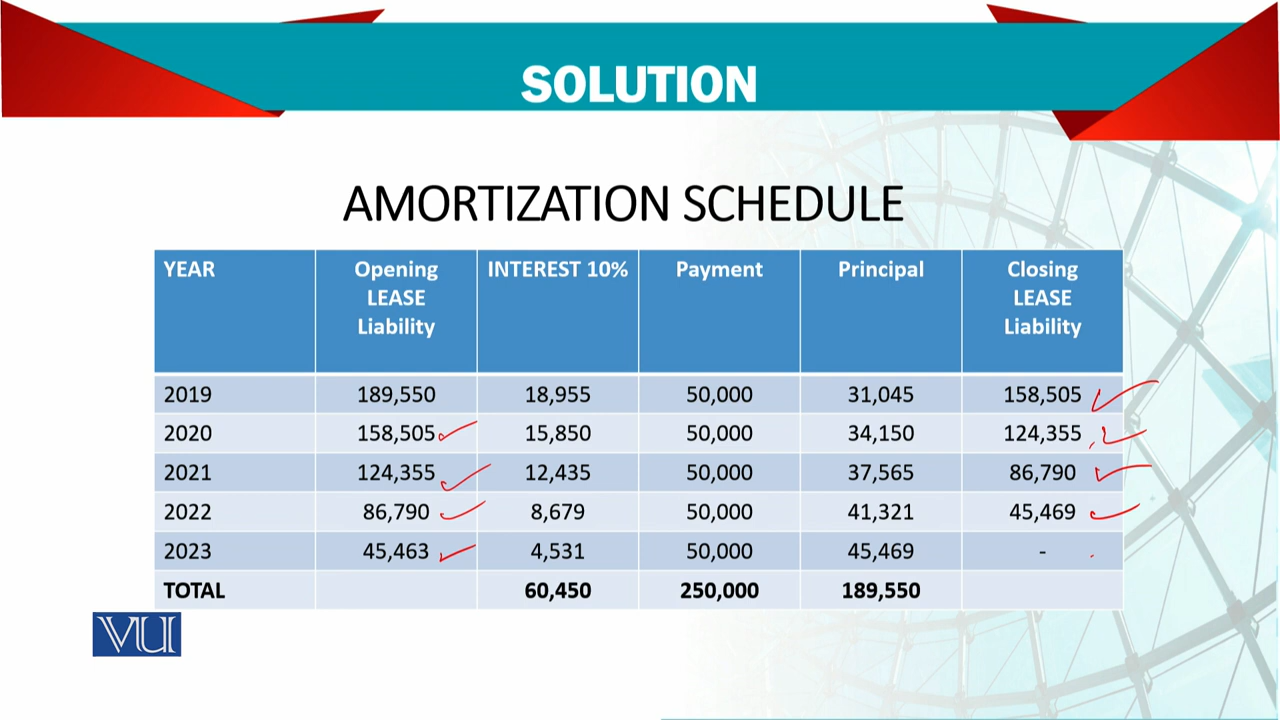 SOLUTION
AMORTIZATION SCHEDULE
YEAR Opening LEASE Liability INTEREST 10% Payment Principal Closing LEASE Liability
2019 189,550 18,955 50,000 31,045 158,505
2020 158,505 15,850 50,000 34,150 124,355
2021 124,355 12,435 50,000 37,565 86,790
2022 86,790 8,679 50,000 41,321 45,469
2023 45,463 4,531 50,000 45,469 -
TOTAL 60,450 250,000 189,550
VU